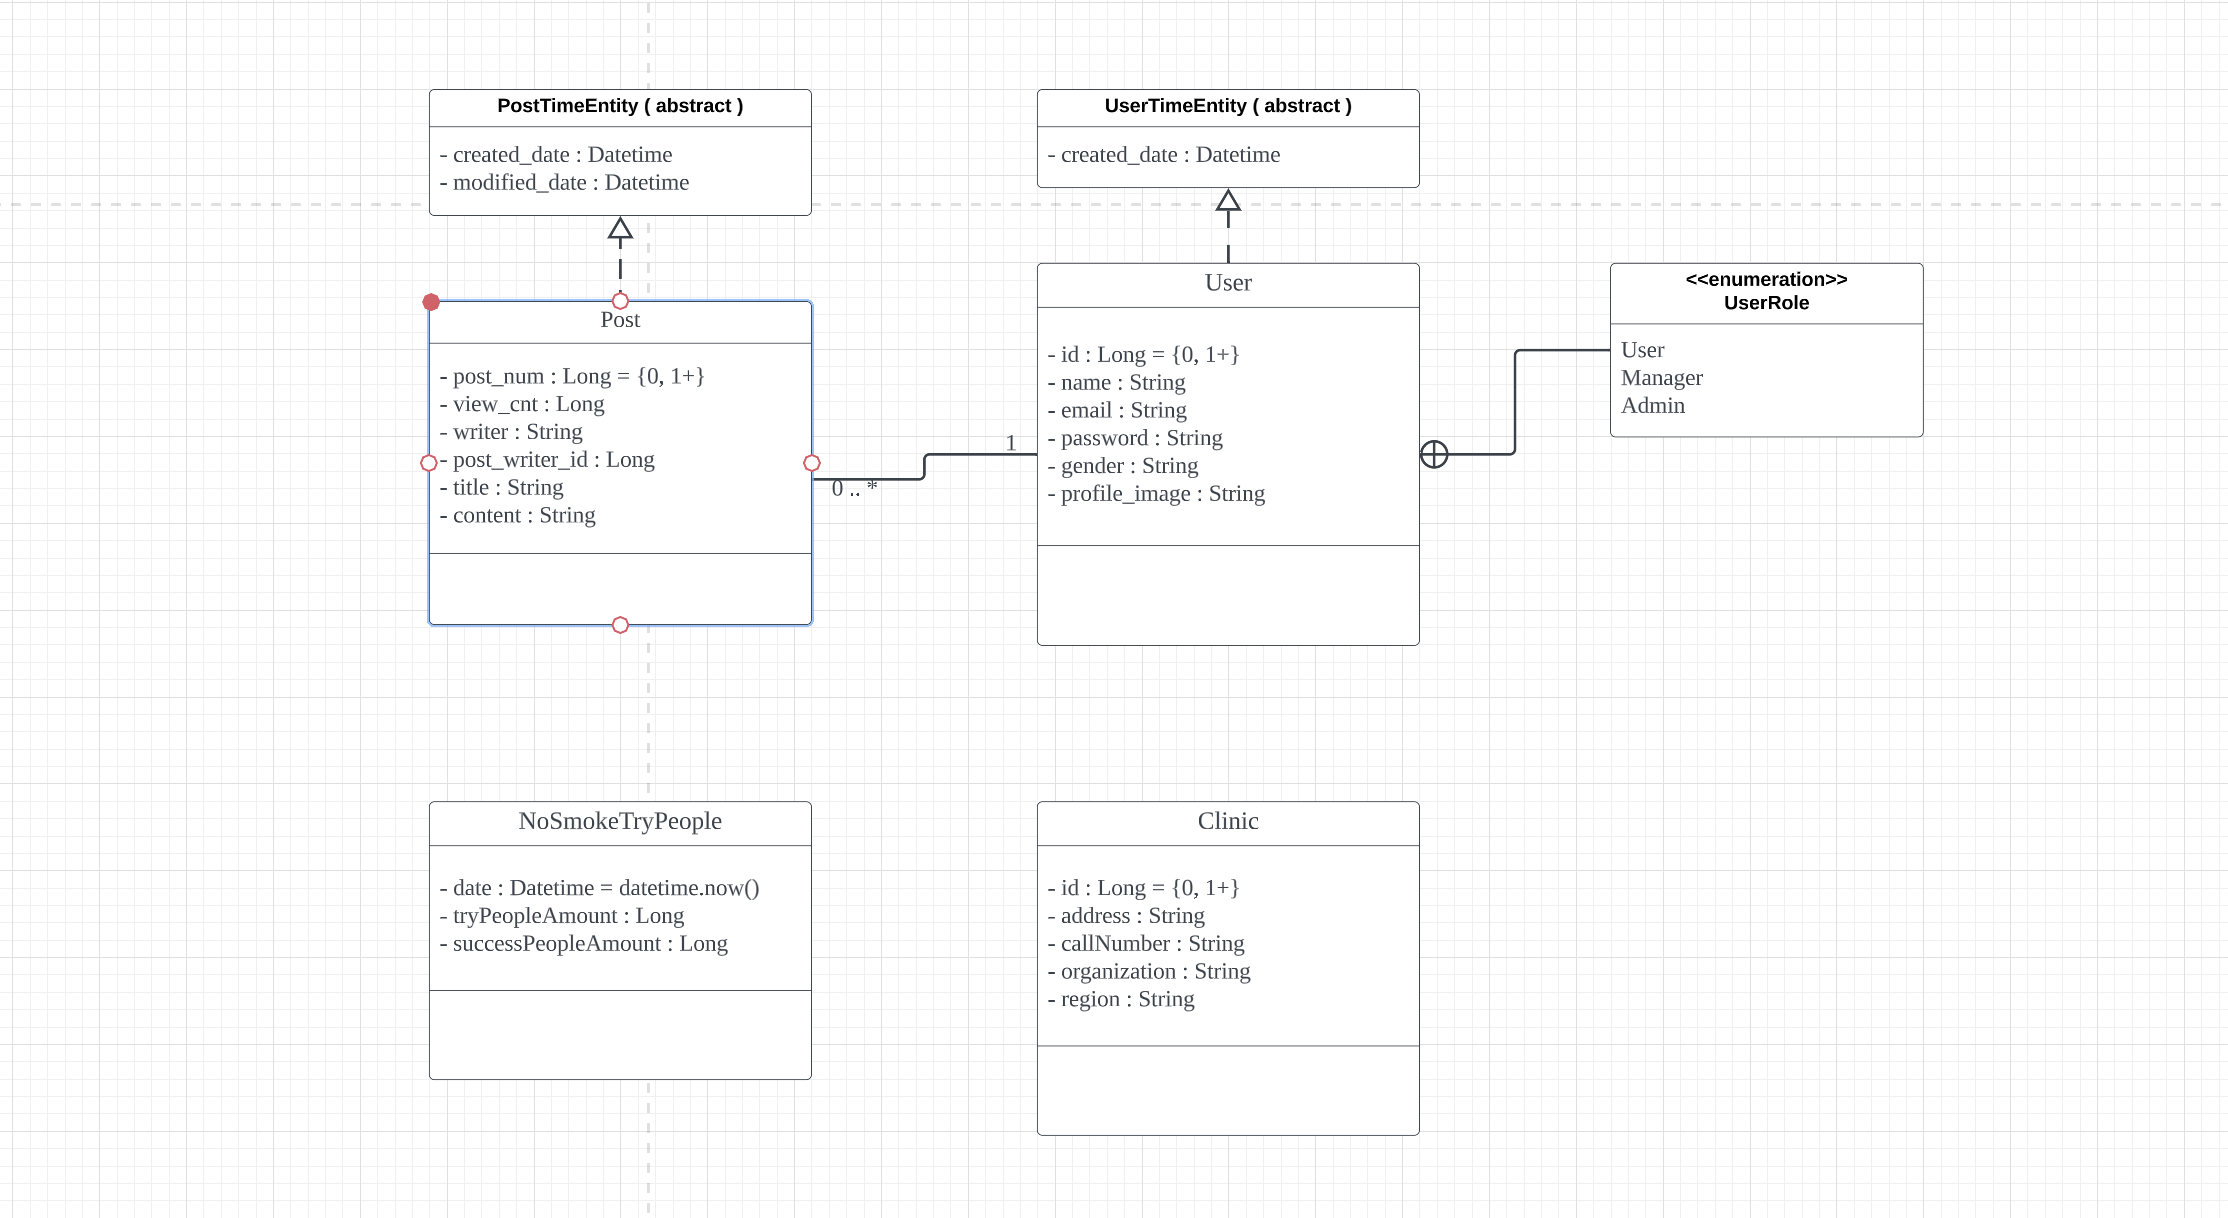 PostTimeEntity ( abstract )
- created_date : Datetime
- modified_date : Datetime
UserTimeEntity ( abstract )
- created_date : Datetime
Post
- post_num : Long = {0, 1+}
- view_cnt : Long
- writer : String
- post_writer_id : Long
- title : String
- content : String
0 .. *
1
User
- id : Long = {0, 1+}
- name : String
- email : String
- password : String
- gender : String
- profile_image : String
<<enumeration>>
UserRole
User
Manager
Admin
NoSmokeTryPeople
- date : Datetime = datetime.now()
- tryPeopleAmount : Long
- successPeopleAmount : Long
Clinic
- id : Long = {0, 1+}
- address : String
- callNumber : String
- organization : String
- region : String